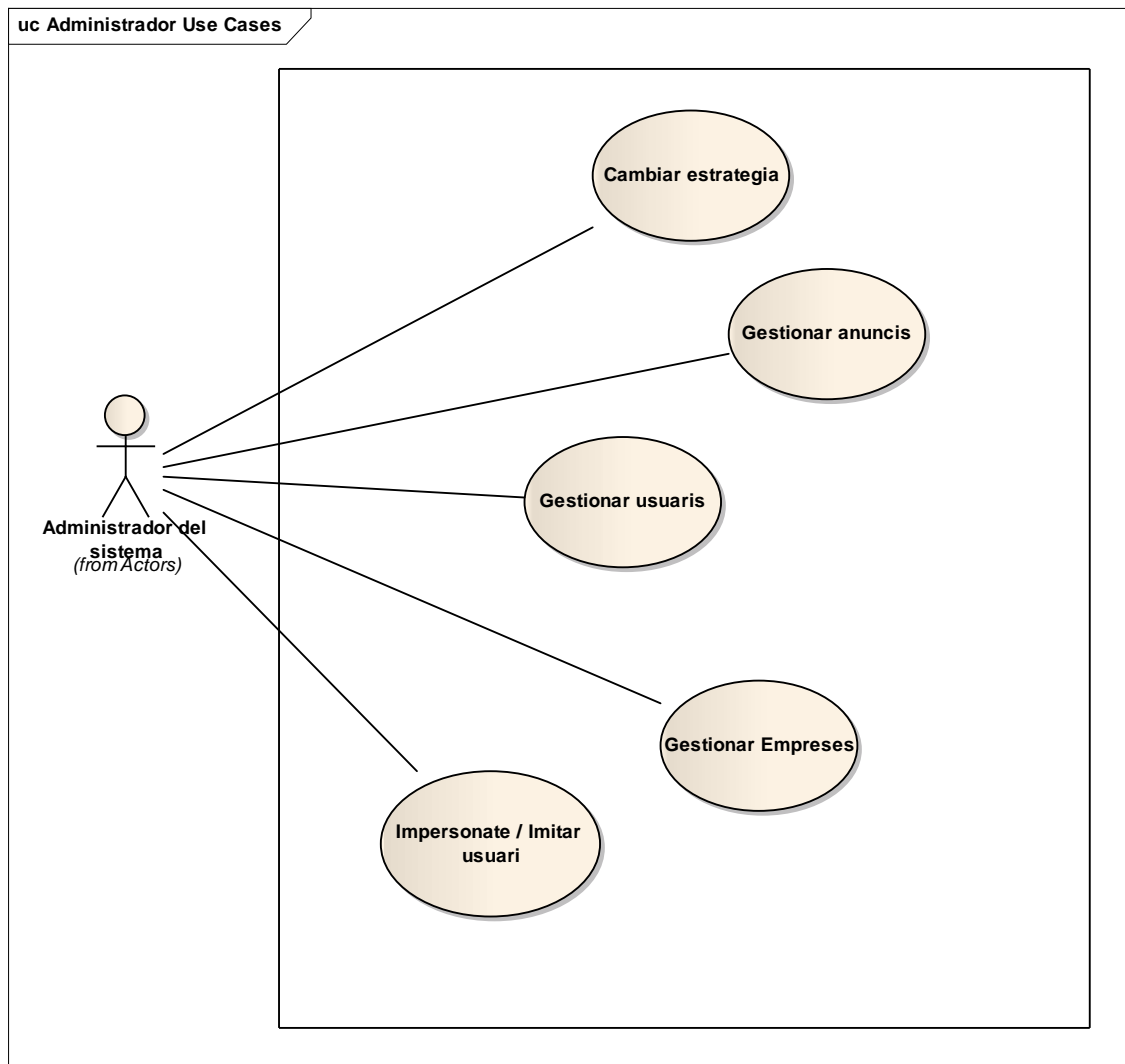 uc Administrador Use Cases
Cambiar estrategia
Gestionar anuncis
Gestionar usuaris
Administrador del
sistema
(from Actors)
Gestionar Empreses
Impersonate / Imitar
usuari